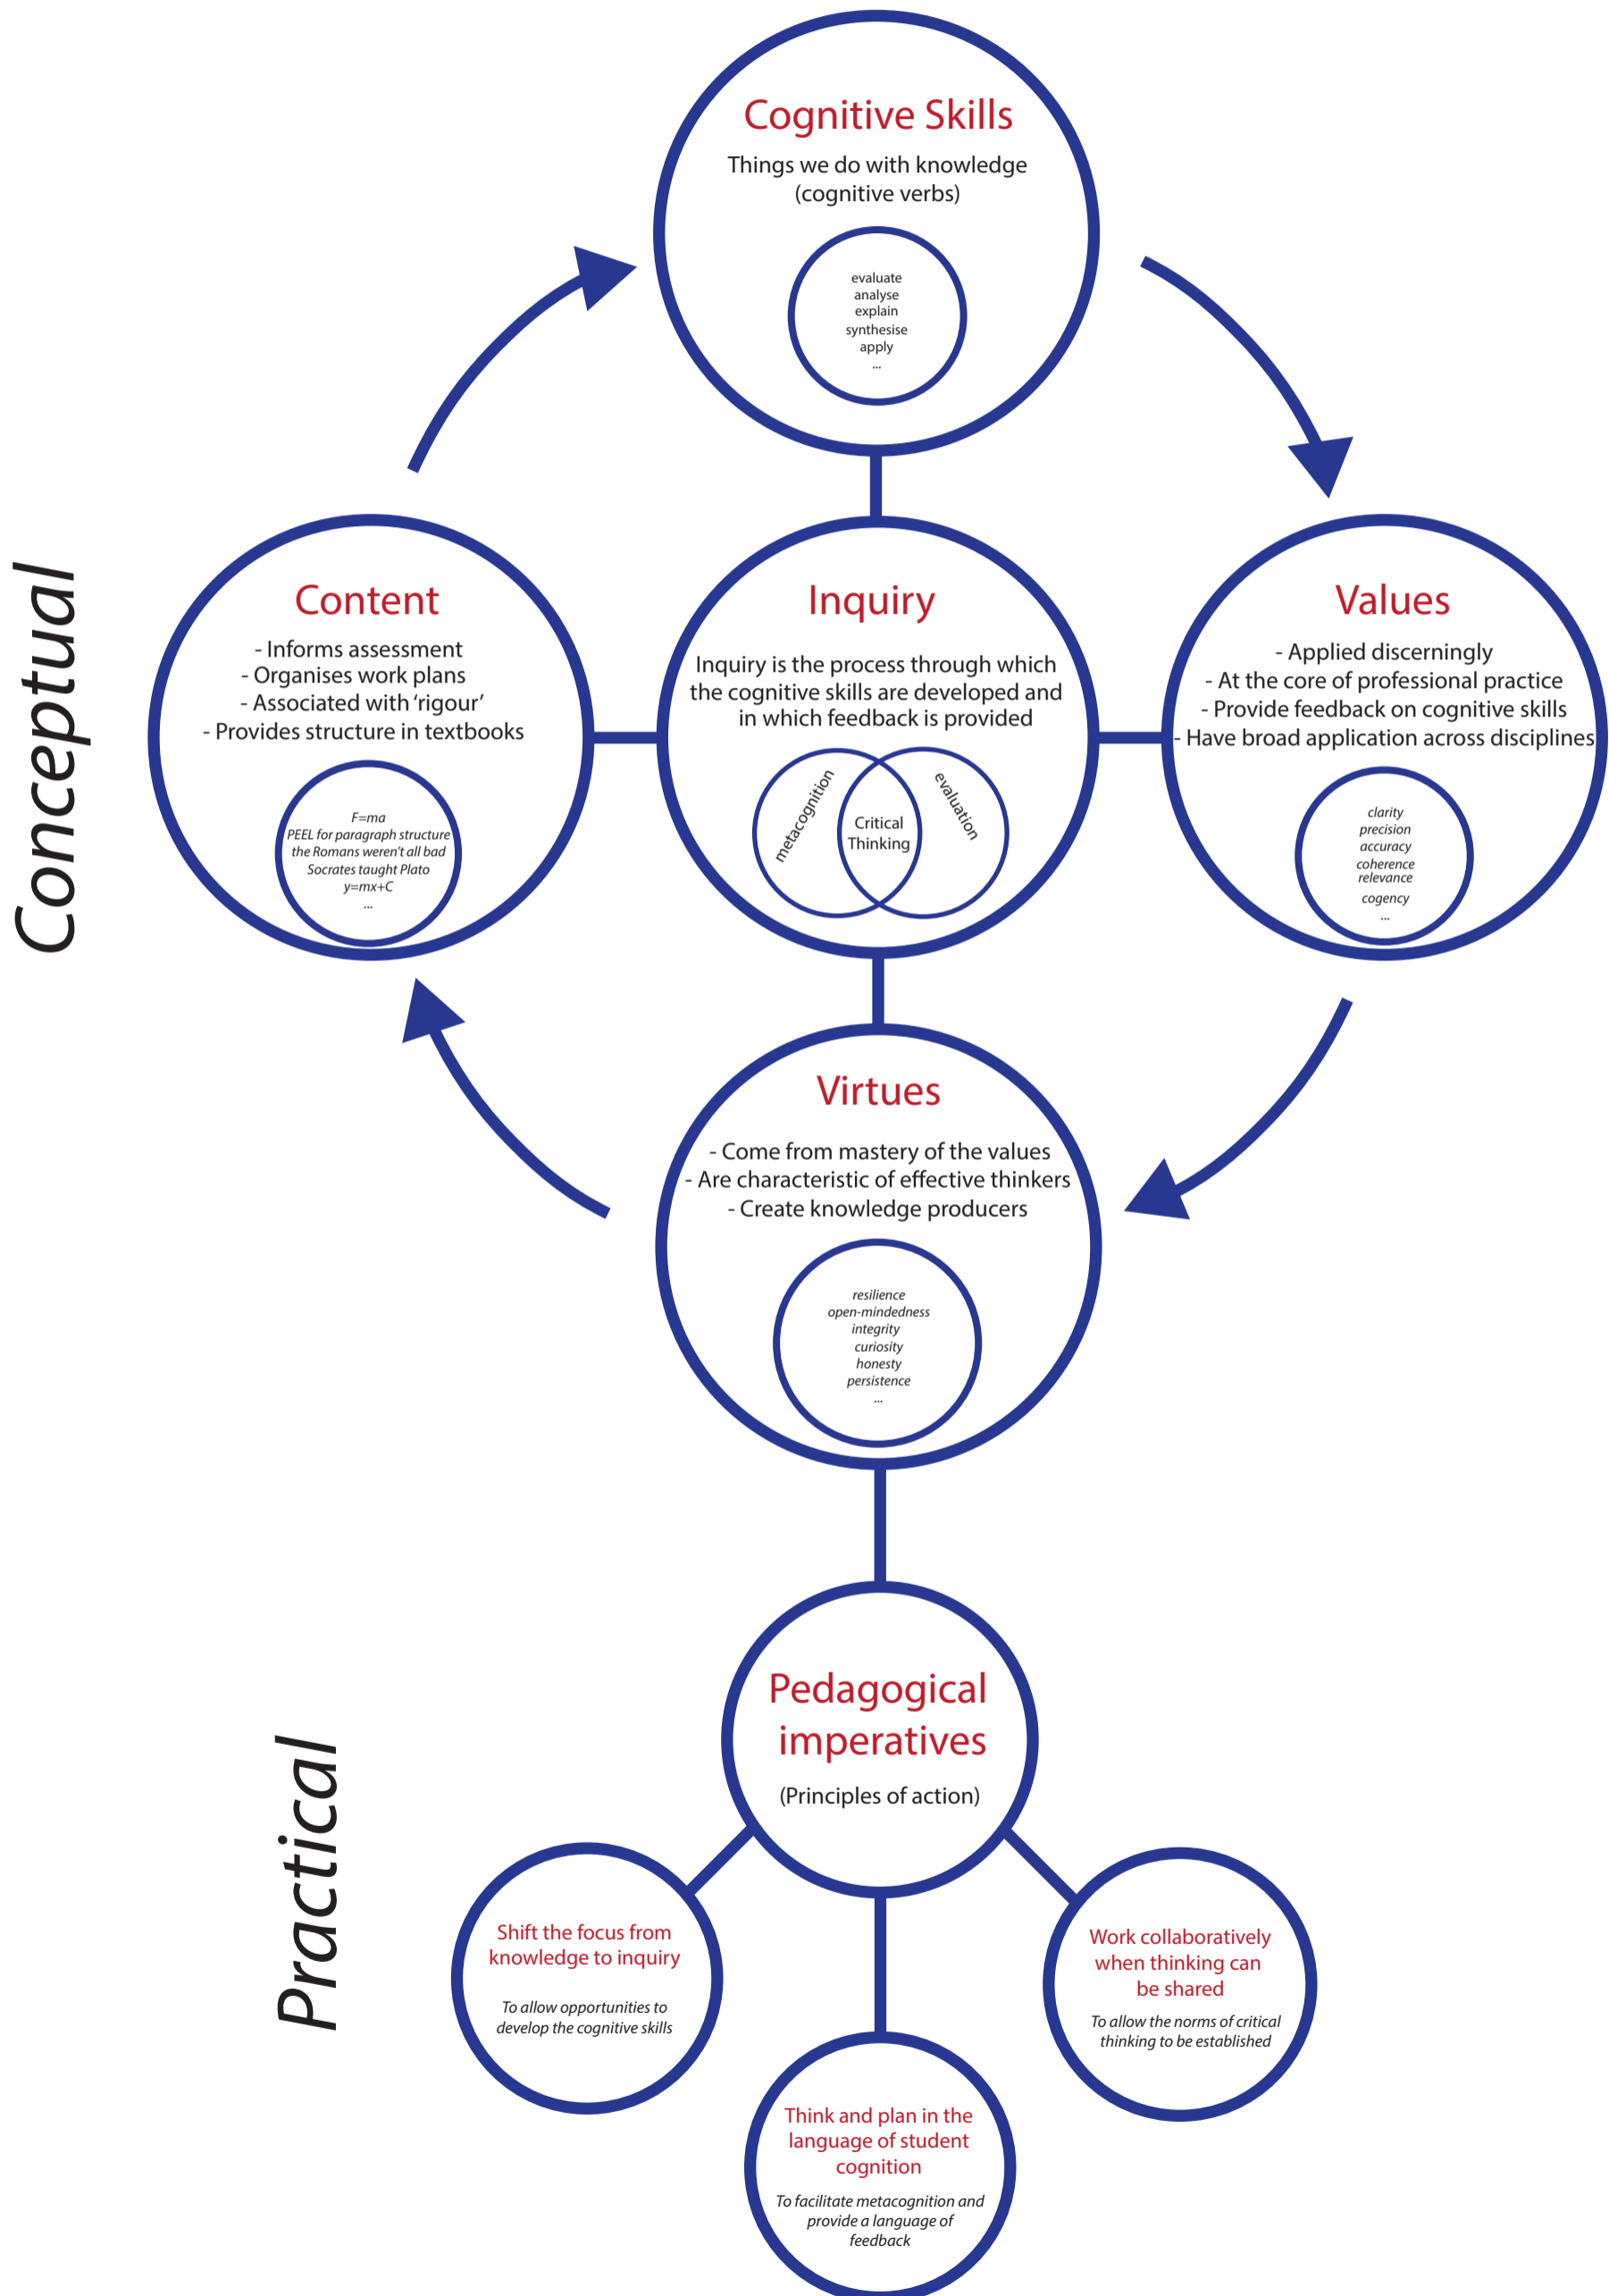 Cognitive Skills
Things we do with knowledge
(cognitive verbs)
evaluate
analyse
explain
synthesise
apply
...
Conceptual
Content
- Informs assessment
- Organises work plans
- Associated with ‘rigour’
- Provides structure in textbooks
F=ma
PEEL for paragraph structure
the Romans weren’t all bad
Socrates taught Plato
y=mx+C
...
Inquiry
Inquiry is the process through which
the cognitive skills are developed and
in which feedback is provided
metacognition
Critical
Thinking
evaluation
Values
- Applied discerningly
- At the core of professional practice
- Provide feedback on cognitive skills
- Have broad application across disciplines
clarity
precision
accuracy
coherence
relevance
cogency
...
Virtues
- Come from mastery of the values
- Are characteristic of effective thinkers
- Create knowledge producers
resilience
open-mindedness
integrity
curiosity
honesty
persistence
...
Practical
Pedagogical
imperatives
(Principles of action)
Shift the focus from
knowledge to inquiry
To allow opportunities to
develop the cognitive skills
Think and plan in the
language of student
cognition
To facilitate metacognition and
provide a language of
feedback
Work collaboratively
when thinking can
be shared
To allow the norms of critical
thinking to be established